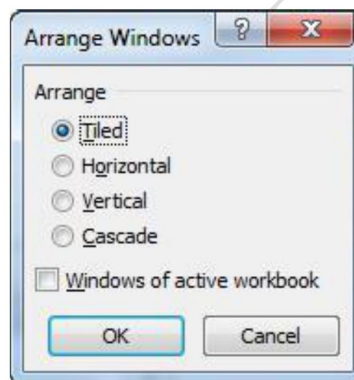 Arrange Windows
Arrange
Tiled
Horizontal
Vertical
Cascade
Windows of active workbook
OK
Cancel